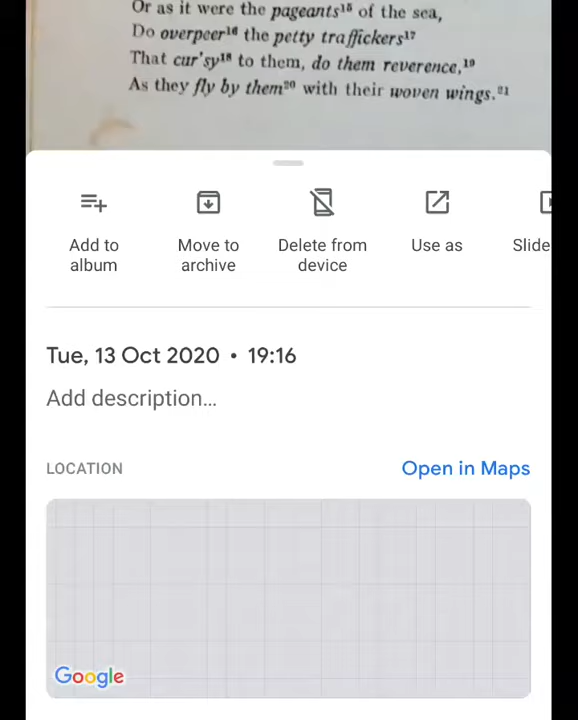 Or as it were the pageants¹⁵ of the sea,
Do overpeer¹⁶ the petty traffickers¹⁷
That cur'sy¹⁸ to them, do them reverence,¹⁹
As they fly by them²⁰ with their woven wings.²¹
Add to album
Move to archive
Delete from device
Use as
Slide
Tue, 13 Oct 2020 • 19:16
Add description...
LOCATION
Open in Maps
Google